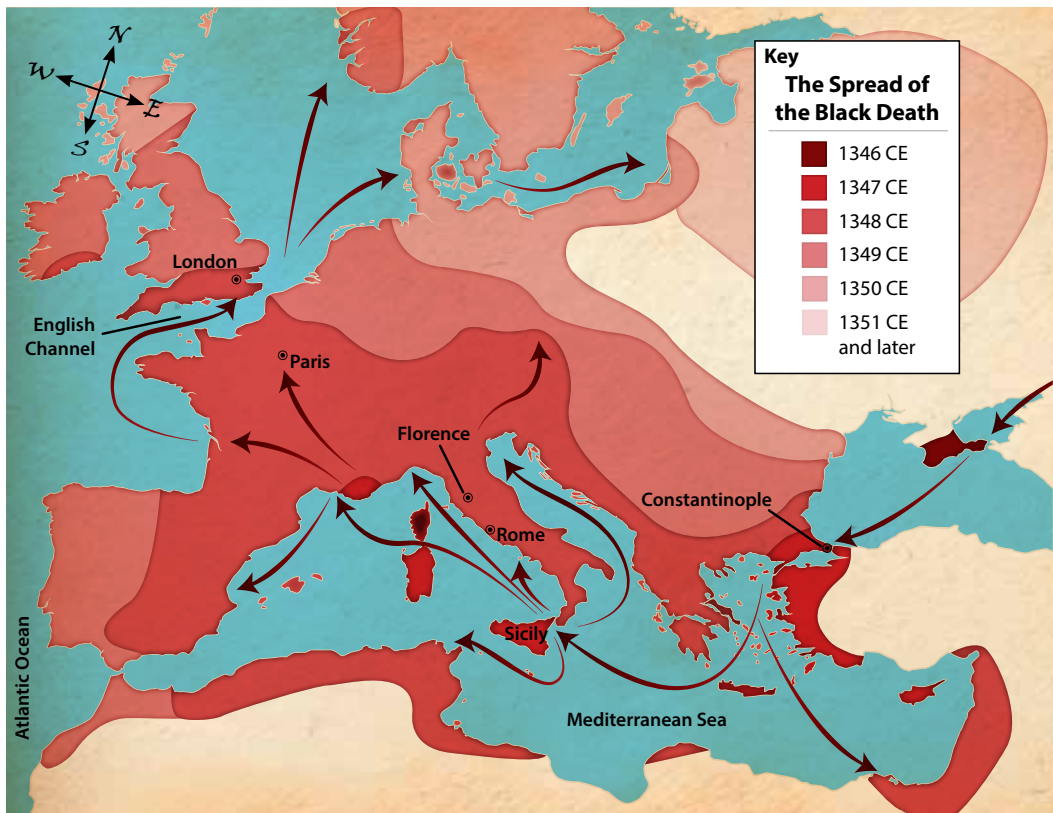 N
W
E
S
Key
The Spread of
the Black Death
1346 CE
1347 CE
1348 CE
1349 CE
1350 CE
1351 CE
and later
London
English
Channel
Paris
Florence
Constantinople
Rome
Sicily
Mediterranean Sea
Atlantic Ocean